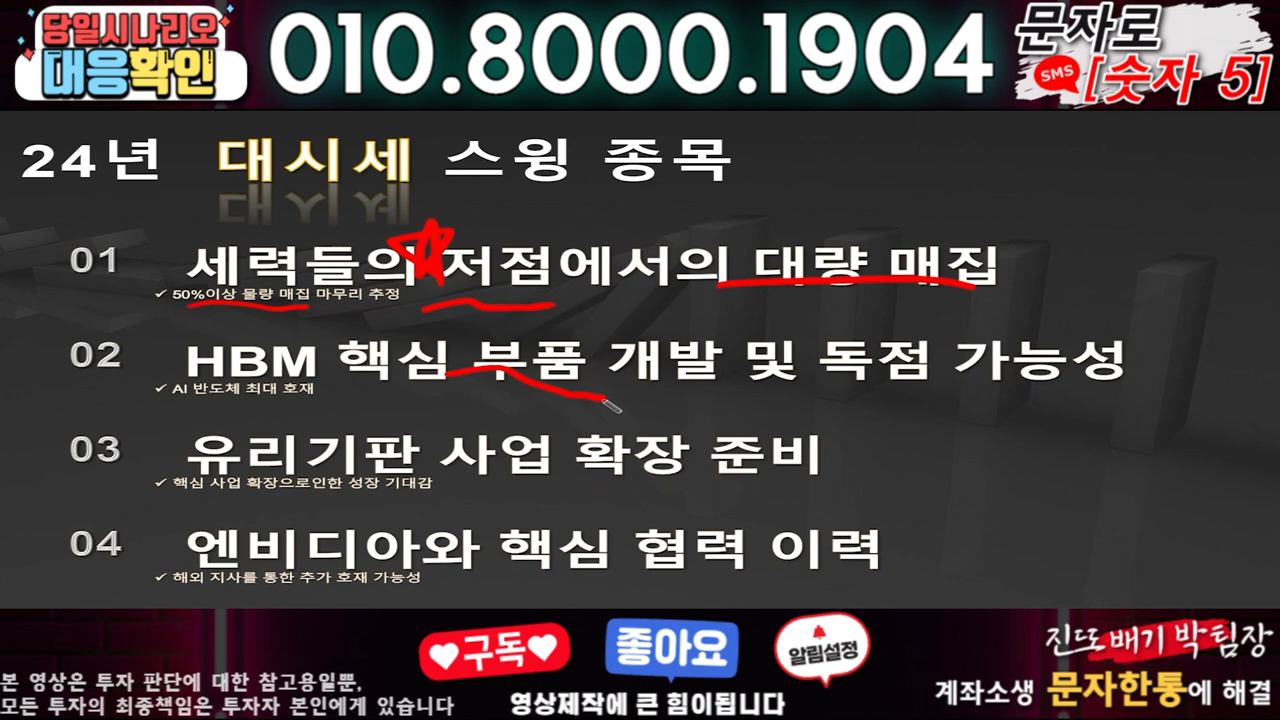 당일시나리오
대응확인
010.8000.1904
문자로
SMS [숫자 5]
24년 대시세 스윙 종목
01 세력들의 저점에서의 대량 매집
✓ 50%이상 물량 매집 마무리 추정
02 HBM 핵심 부품 개발 및 독점 가능성
✓ AI 반도체 최대 호재
03 유리기판 사업 확장 준비
✓ 핵심 사업 확장으로인한 성장 기대감
04 엔비디아와 핵심 협력 이력
✓ 해외 지사를 통한 추가 호재 가능성
구독
좋아요
알림설정
영상제작에 큰 힘이됩니다
본 영상은 투자 판단에 대한 참고용일뿐,
모든 투자의 최종책임은 투자자 본인에게 있습니다
진또배기 박팀장
계좌소생 문자한통에 해결